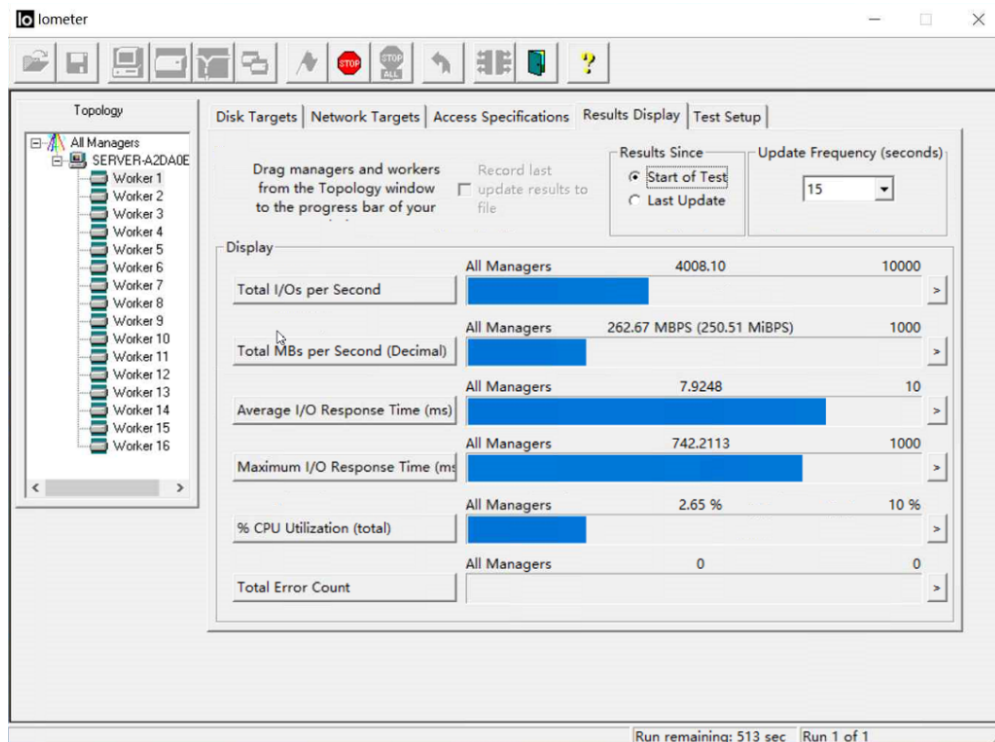 Io Iometer
STOP
STOP
ALL
?
Topology
All Managers
SERVER-A2DA0E
Worker 1
Worker 2
Worker 3
Worker 4
Worker 5
Worker 6
Worker 7
Worker 8
Worker 9
Worker 10
Worker 11
Worker 12
Worker 13
Worker 14
Worker 15
Worker 16
Disk Targets
Network Targets
Access Specifications
Results Display
Test Setup
Drag managers and workers
from the Topology window
to the progress bar of your
Record last
update results to
file
Results Since
Start of Test
Last Update
Update Frequency (seconds)
15
Display
All Managers 4008.10 10000
Total I/Os per Second >
All Managers 262.67 MBPS (250.51 MiBPS) 1000
Total MBs per Second (Decimal) >
All Managers 7.9248 10
Average I/O Response Time (ms) >
All Managers 742.2113 1000
Maximum I/O Response Time (ms >
All Managers 2.65 % 10 %
% CPU Utilization (total) >
All Managers 0 0
Total Error Count >
Run remaining: 513 sec Run 1 of 1